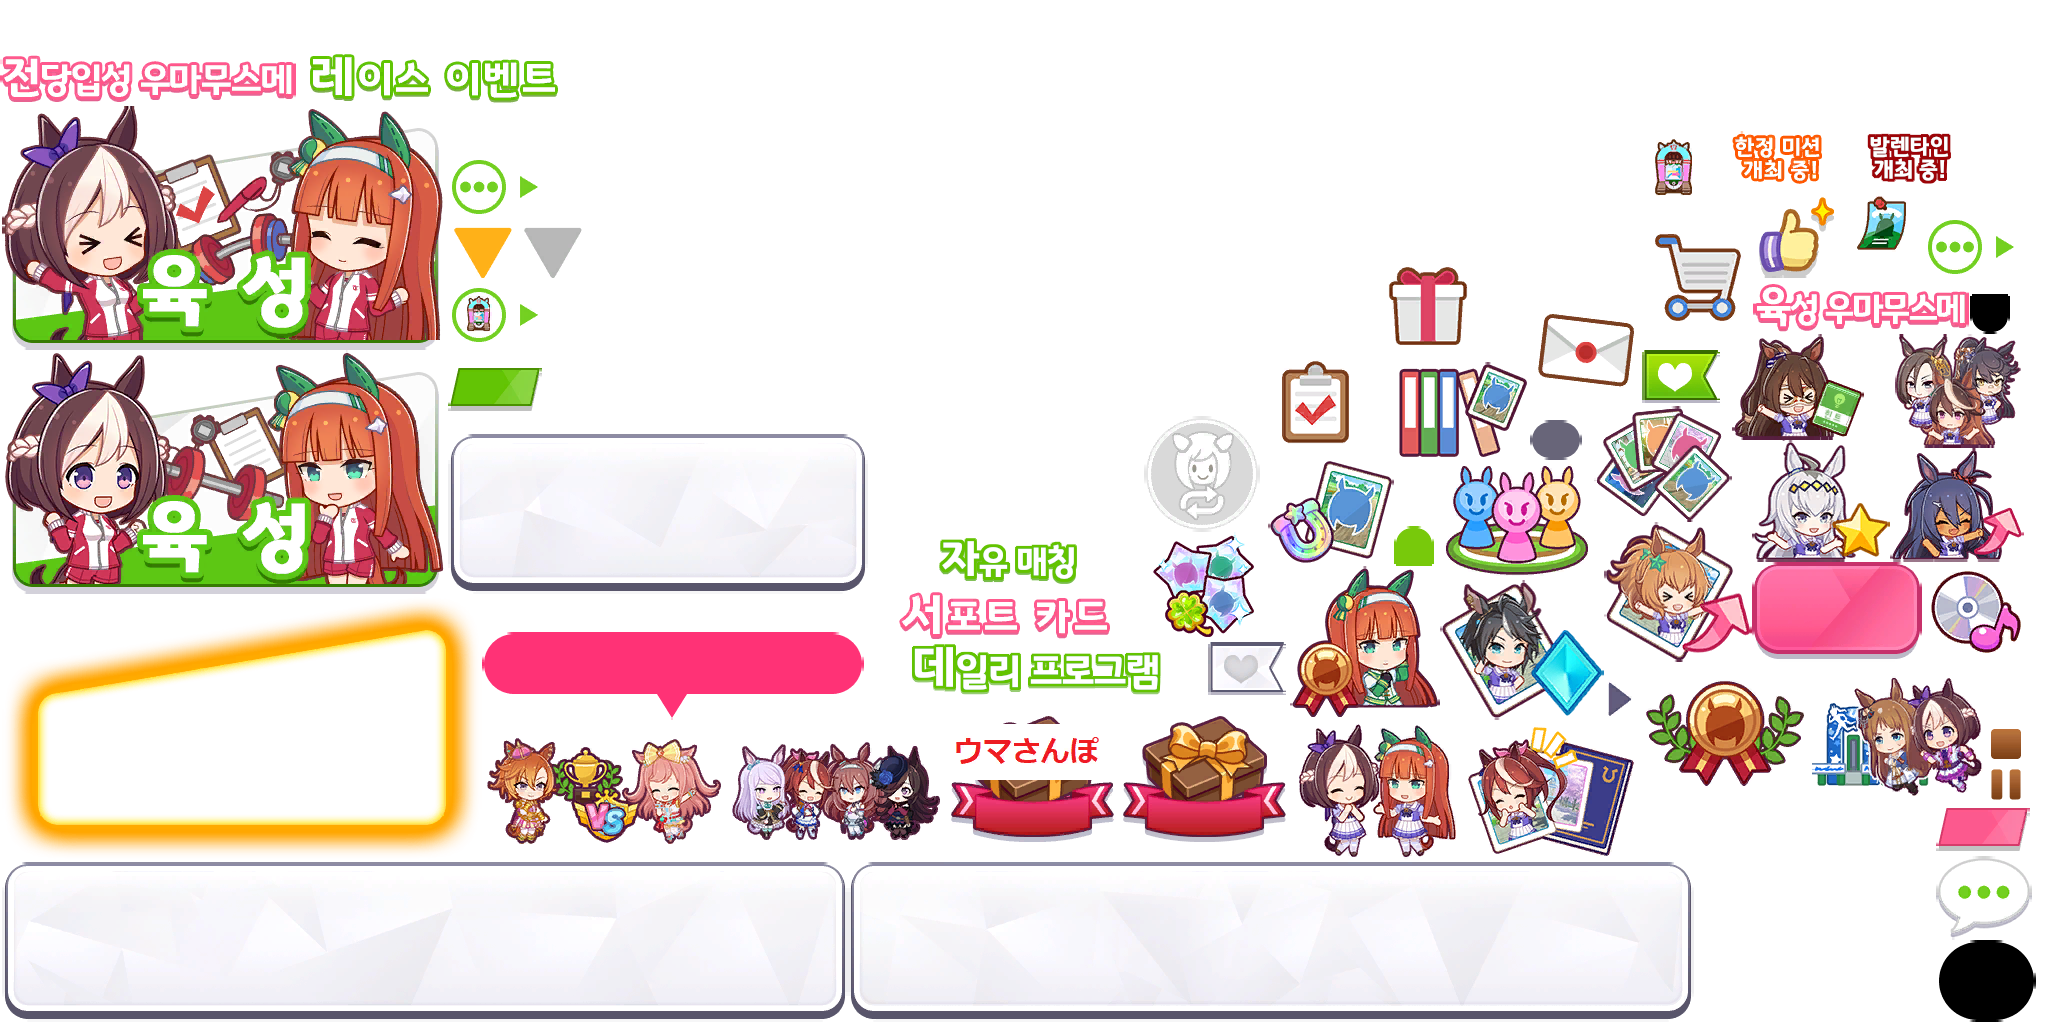 전당입성 우마무스메
레이스 이벤트
육 성
육 성
한정 미션
개최 중!
발렌타인
개최 중!
육성 우마무스메
자유 매칭
서포트 카드
데일리 프로그램
ウマさんぽ
VS